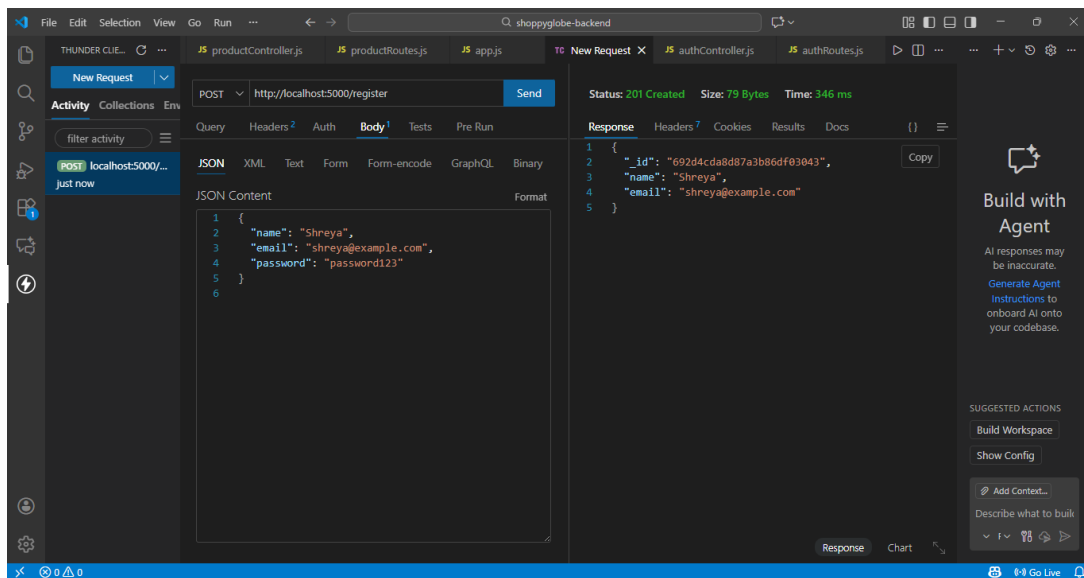 File Edit Selection View Go Run ··· shoppyglobe-backend
THUNDER CLIE... ···
New Request
Activity Collections Env
filter activity
POST localhost:5000/...
just now
1
JS productController.js JS productRoutes.js JS app.js TC New Request JS authController.js JS authRoutes.js ··· ···
POST http://localhost:5000/register Send
Query Headers 2 Auth Body 1 Tests Pre Run
JSON XML Text Form Form-encode GraphQL Binary
JSON Content Format
1 {
2 "name": "Shreya",
3 "email": "shreya@example.com",
4 "password": "password123"
5 }
6
Status: 201 Created Size: 79 Bytes Time: 346 ms
Response Headers 7 Cookies Results Docs {}
1 {
2 "_id": "692d4cda8d87a3b86df03043",
3 "name": "Shreya",
4 "email": "shreya@example.com"
5 }
Copy
Response Chart
Build with
Agent
AI responses may
be inaccurate.
Generate Agent
Instructions to
onboard AI onto
your codebase.
SUGGESTED ACTIONS
Build Workspace
Show Config
Add Context...
Describe what to build
0 0 Go Live